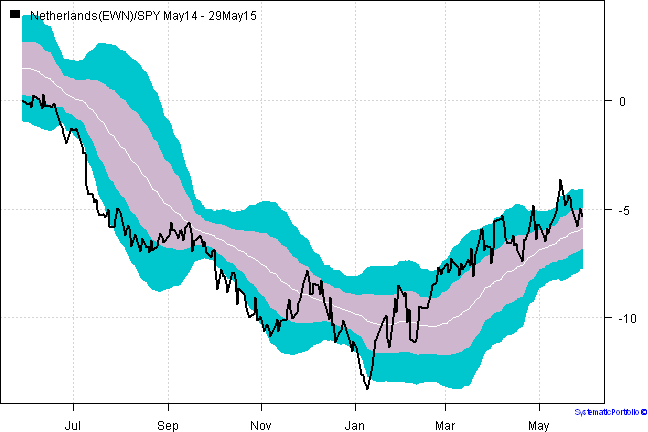 Netherlands(EWN)/SPY May14 - 29May15
0
-5
-10
Jul Sep Nov Jan Mar May
SystematicPortfolio ©